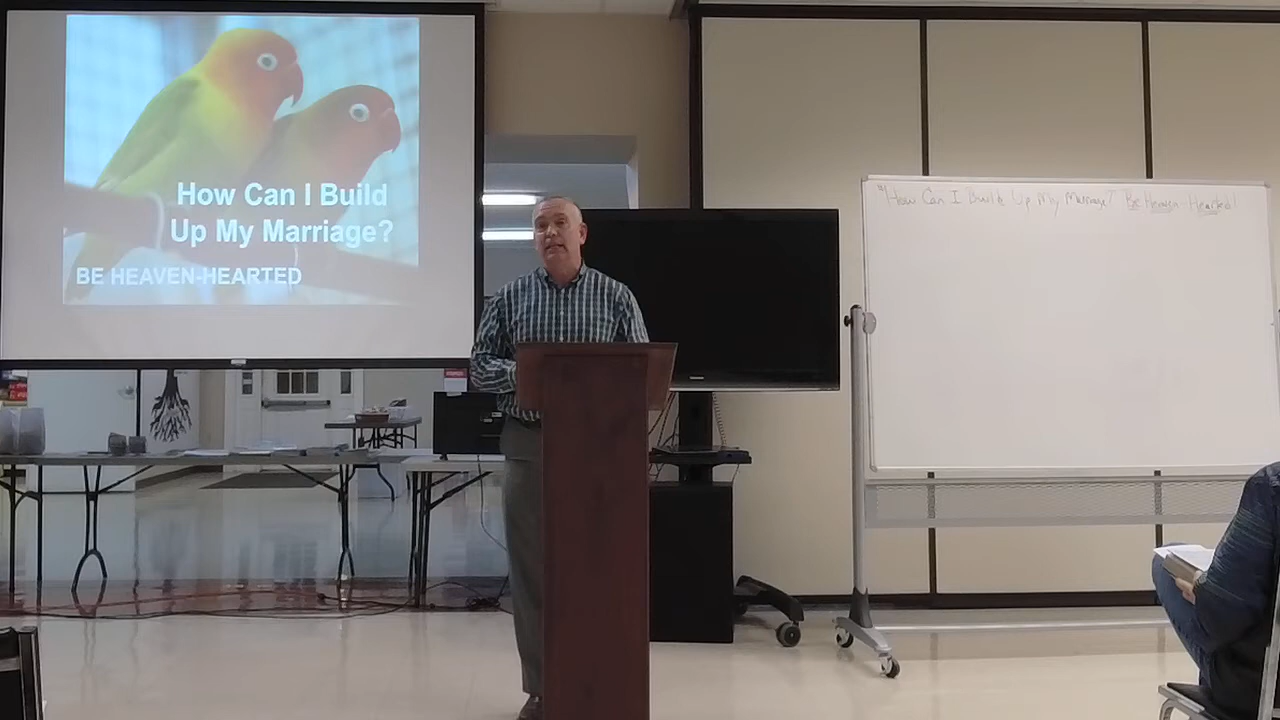 How Can I Build
Up My Marriage?
BE HEAVEN-HEARTED
"How Can I Build Up My Marriage?" Be Heaven-Hearted!